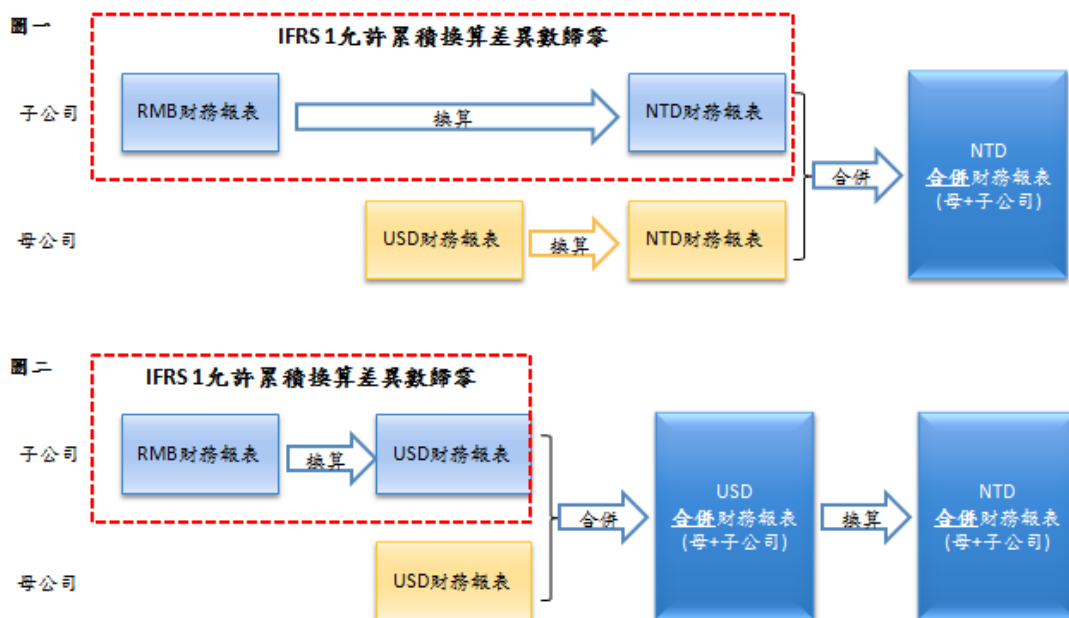 圖一
IFRS 1允許累積換算差異數歸零
子公司
RMB財務報表
換算
NTD財務報表
合併
NTD
合併財務報表
(母+子公司)
母公司
USD財務報表
換算
NTD財務報表
圖二
IFRS 1允許累積換算差異數歸零
子公司
RMB財務報表
換算
USD財務報表
合併
USD
合併財務報表
(母+子公司)
換算
NTD
合併財務報表
(母+子公司)
母公司
USD財務報表